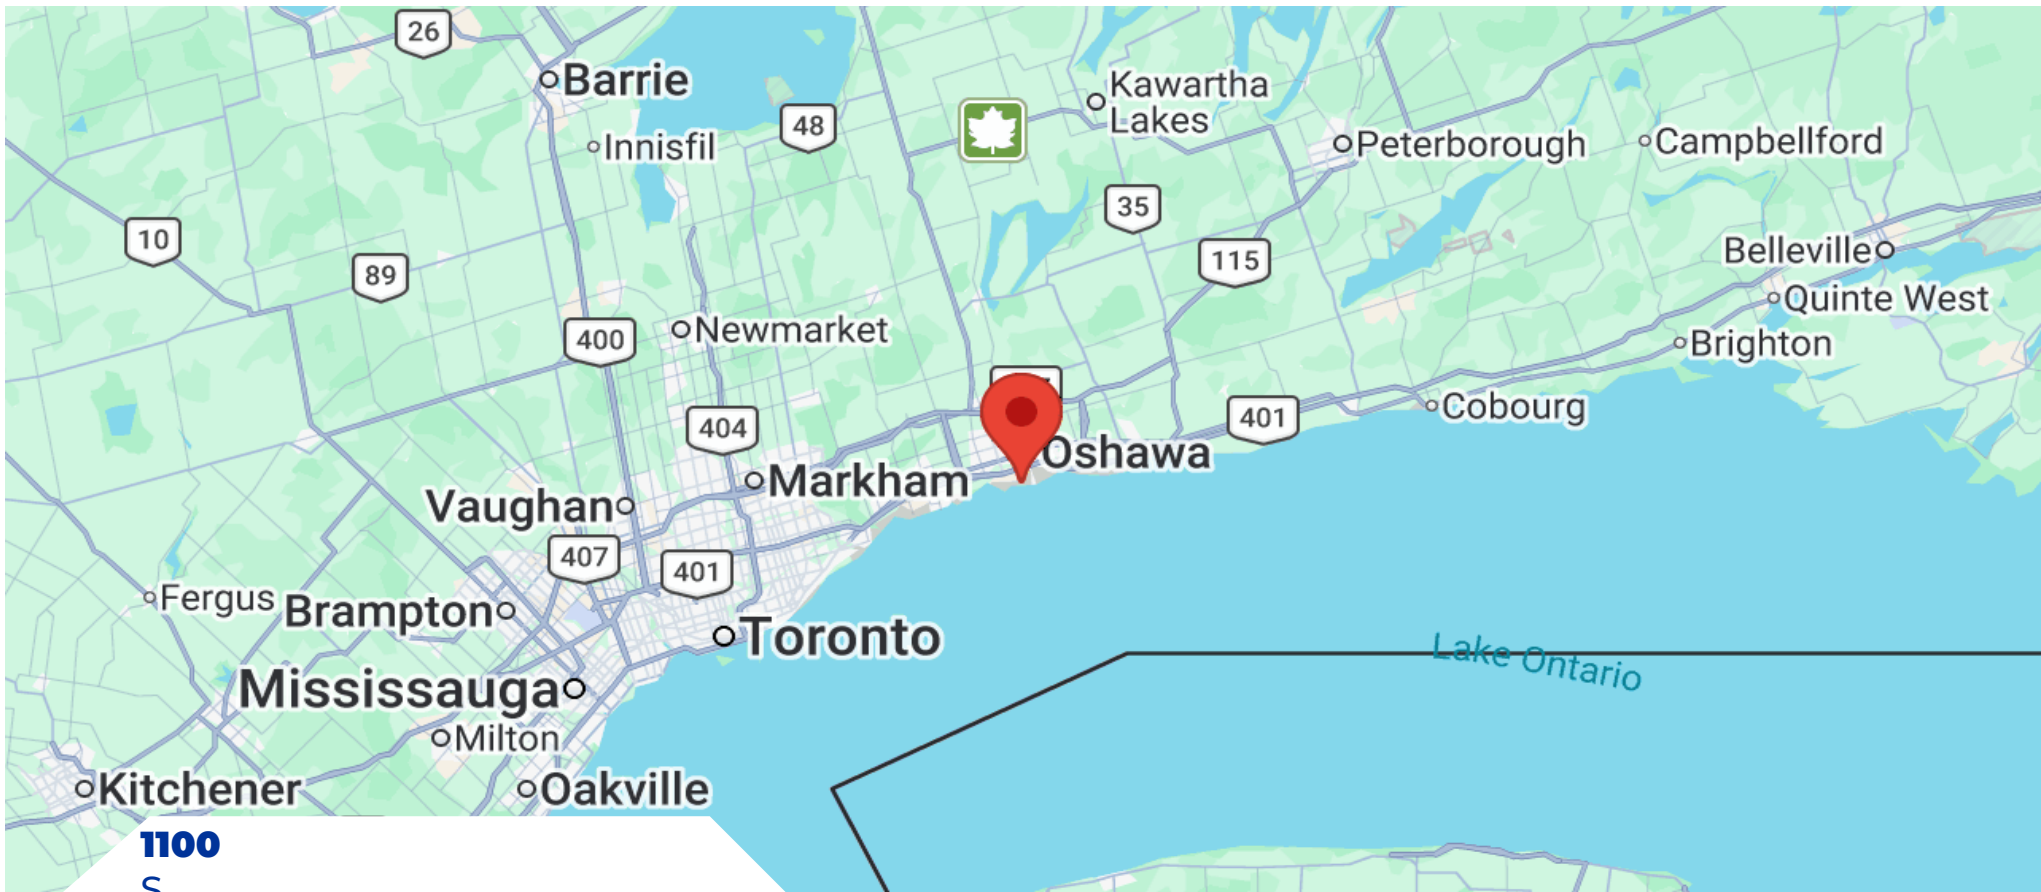 26
Barrie
Innisfil
48
Kawartha
Lakes
Peterborough
Campbellford
35
10
89
115
Belleville
Quinte West
400
Newmarket
Brighton
404
401
Cobourg
Oshawa
Markham
Vaughan
407
401
Fergus
Brampton
Toronto
Lake Ontario
Mississauga
Milton
Kitchener
Oakville
1100